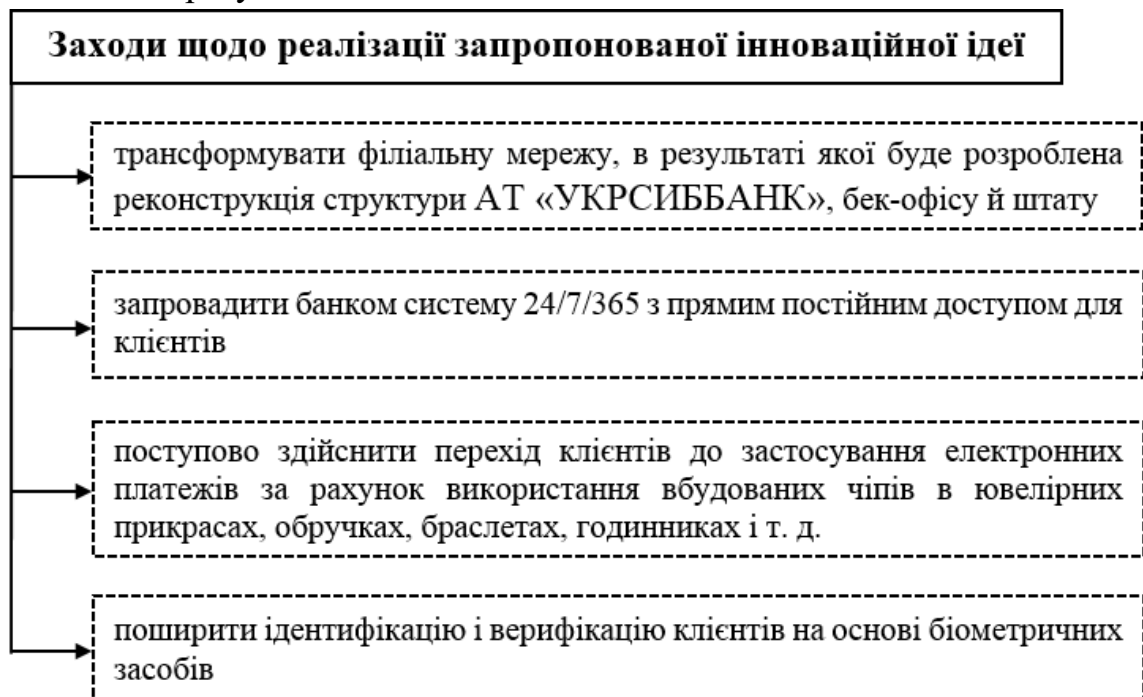 Заходи щодо реалізації запропонованої інноваційної ідеї
трансформувати філіальну мережу, в результаті якої буде розроблена
реконструкція структури АТ «УКРСИББАНК», бек-офісу й штату
запровадити банком систему 24/7/365 з прямим постійним доступом для
клієнтів
поступово здійснити перехід клієнтів до застосування електронних
платежів за рахунок використання вбудованих чіпів в ювелірних
прикрасах, обручках, браслетах, годинниках і т. д.
поширити ідентифікацію і верифікацію клієнтів на основі біометричних
засобів